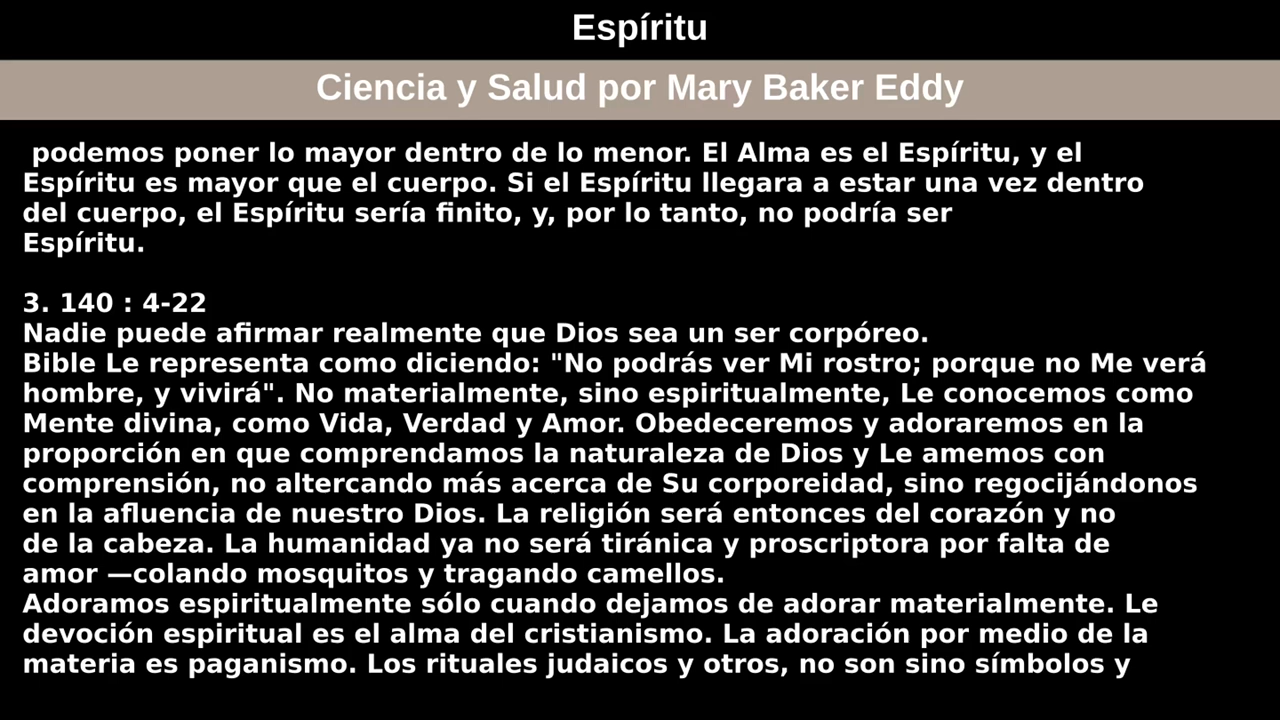 Espíritu
Ciencia y Salud por Mary Baker Eddy
podemos poner lo mayor dentro de lo menor. El Alma es el Espíritu, y el
Espíritu es mayor que el cuerpo. Si el Espíritu llegara a estar una vez dentro
del cuerpo, el Espíritu sería finito, y, por lo tanto, no podría ser
Espíritu.
3. 140 : 4-22
Nadie puede afirmar realmente que Dios sea un ser corpóreo.
Bible Le representa como diciendo: "No podrás ver Mi rostro; porque no Me verá
hombre, y vivirá". No materialmente, sino espiritualmente, Le conocemos como
Mente divina, como Vida, Verdad y Amor. Obedeceremos y adoraremos en la
proporción en que comprendamos la naturaleza de Dios y Le amemos con
comprensión, no altercando más acerca de Su corporeidad, sino regocijándonos
en la afluencia de nuestro Dios. La religión será entonces del corazón y no
de la cabeza. La humanidad ya no será tiránica y proscriptora por falta de
amor —colando mosquitos y tragando camellos.
Adoramos espiritualmente sólo cuando dejamos de adorar materialmente. Le
devoción espiritual es el alma del cristianismo. La adoración por medio de la
materia es paganismo. Los rituales judaicos y otros, no son sino símbolos y